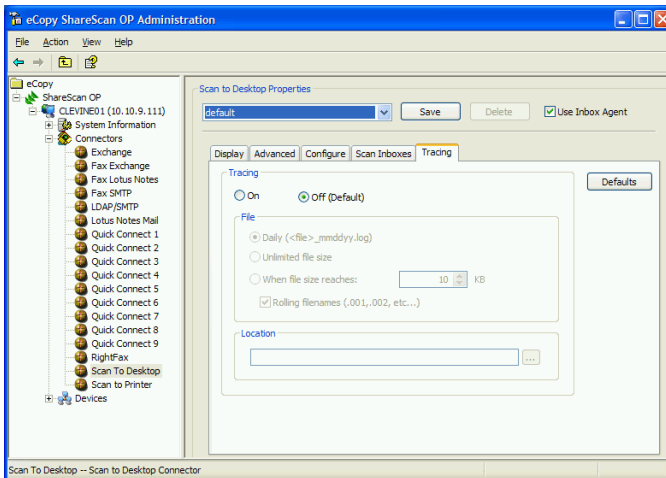 eCopy ShareScan OP Administration
File Action View Help
eCopy
ShareScan OP
CLEVINE01 (10.10.9.111)
System Information
Connectors
Exchange
Fax Exchange
Fax Lotus Notes
Fax SMTP
LDAP/SMTP
Lotus Notes Mail
Quick Connect 1
Quick Connect 2
Quick Connect 3
Quick Connect 4
Quick Connect 5
Quick Connect 6
Quick Connect 7
Quick Connect 8
Quick Connect 9
RightFax
Scan To Desktop
Scan to Printer
Devices
Scan to Desktop Properties
default Save Delete Use Inbox Agent
Display Advanced Configure Scan Inboxes Tracing
Defaults
Tracing
On Off (Default)
File
Daily (<file>_mmddyy.log)
Unlimited file size
When file size reaches: 10 KB
Rolling filenames (.001,.002, etc...)
Location
...
Scan To Desktop -- Scan to Desktop Connector